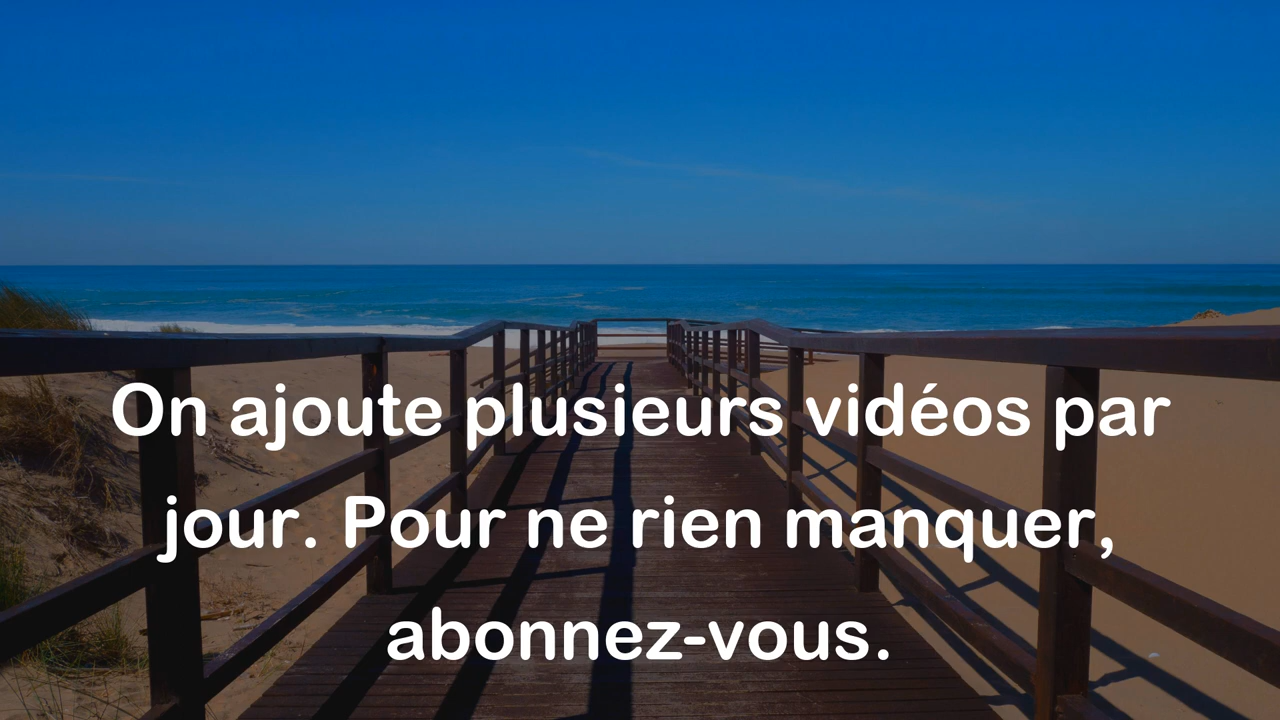 On ajoute plusieurs vidéos par
jour. Pour ne rien manquer,
abonnez-vous.